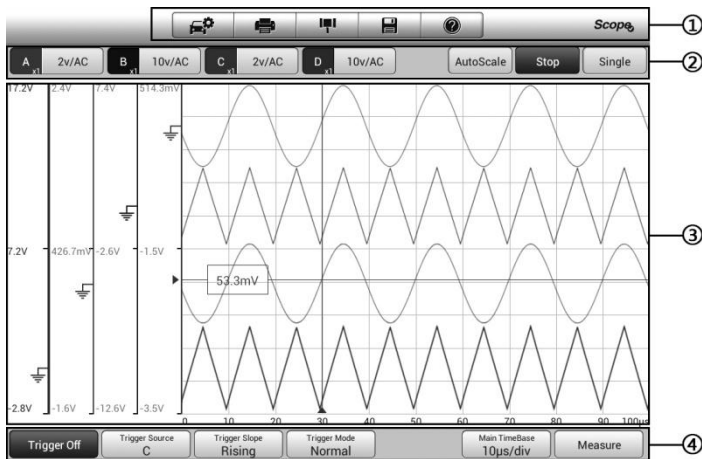 Scope
①
A x1 2v/AC B x1 10v/AC C x1 2v/AC D x1 10v/AC AutoScale Stop Single
②
17.2V 2.4V 7.4V 514.3mV
③
7.2V 426.7mV -2.6V -1.5V
53.3mV
-2.8V -1.6V -12.6V -3.5V
0 10 20 30 40 50 60 70 80 90 100μs
Trigger Off Trigger Source C Trigger Slope Rising Trigger Mode Normal Main TimeBase 10μs/div Measure
④